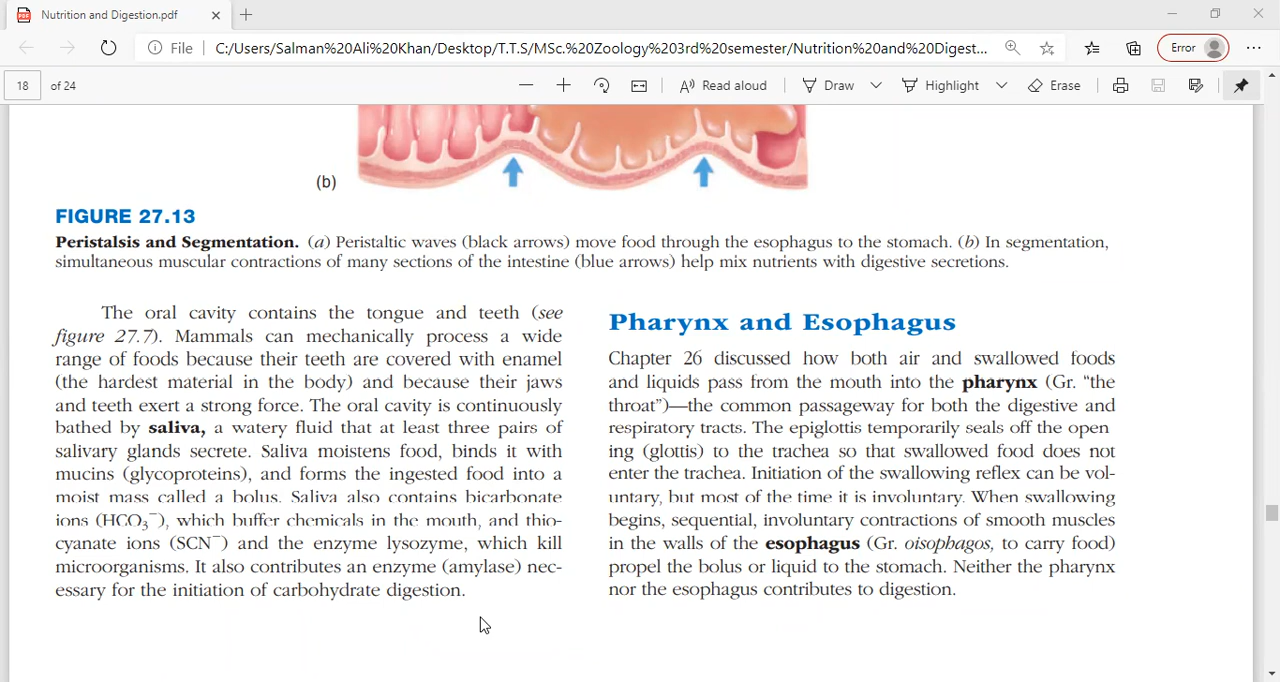 Nutrition and Digestion.pdf
File
C:/Users/Salman%20Ali%20Khan/Desktop/T.T.S/MSc.%20Zoology%203rd%20semester/Nutrition%20and%20Digest...
Error
18 of 24
Read aloud
Draw
Highlight
Erase
(b)
FIGURE 27.13
Peristalsis and Segmentation. (a) Peristaltic waves (black arrows) move food through the esophagus to the stomach. (b) In segmentation,
simultaneous muscular contractions of many sections of the intestine (blue arrows) help mix nutrients with digestive secretions.
The oral cavity contains the tongue and teeth (see
figure 27.7). Mammals can mechanically process a wide
range of foods because their teeth are covered with enamel
(the hardest material in the body) and because their jaws
and teeth exert a strong force. The oral cavity is continuously
bathed by saliva, a watery fluid that at least three pairs of
salivary glands secrete. Saliva moistens food, binds it with
mucins (glycoproteins), and forms the ingested food into a
moist mass called a bolus. Saliva also contains bicarbonate
ions (HCO₃⁻), which buffer chemicals in the mouth, and thio-
cyanate ions (SCN⁻) and the enzyme lysozyme, which kill
microorganisms. It also contributes an enzyme (amylase) nec-
essary for the initiation of carbohydrate digestion.
Pharynx and Esophagus
Chapter 26 discussed how both air and swallowed foods
and liquids pass from the mouth into the pharynx (Gr. “the
throat”)—the common passageway for both the digestive and
respiratory tracts. The epiglottis temporarily seals off the open
ing (glottis) to the trachea so that swallowed food does not
enter the trachea. Initiation of the swallowing reflex can be vol-
untary, but most of the time it is involuntary. When swallowing
begins, sequential, involuntary contractions of smooth muscles
in the walls of the esophagus (Gr. oisophagos, to carry food)
propel the bolus or liquid to the stomach. Neither the pharynx
nor the esophagus contributes to digestion.